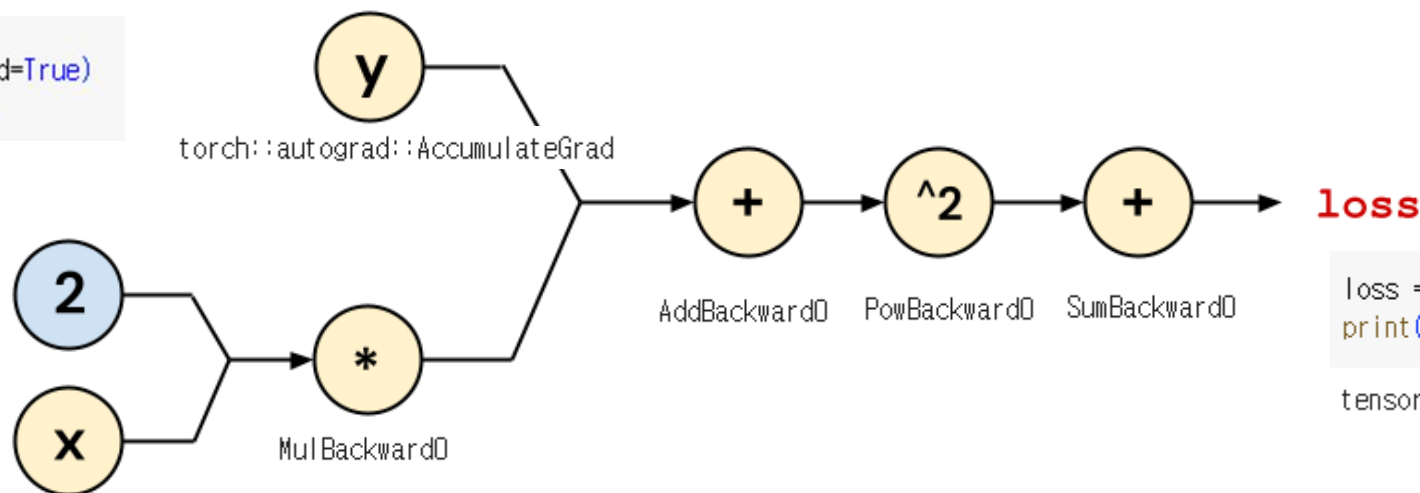 d=True)
y
torch::autograd::AccumulateGrad
+
^2
+
loss
2
AddBackward0
PowBackward0
SumBackward0
loss =
print(
*
tensor
x
MulBackward0